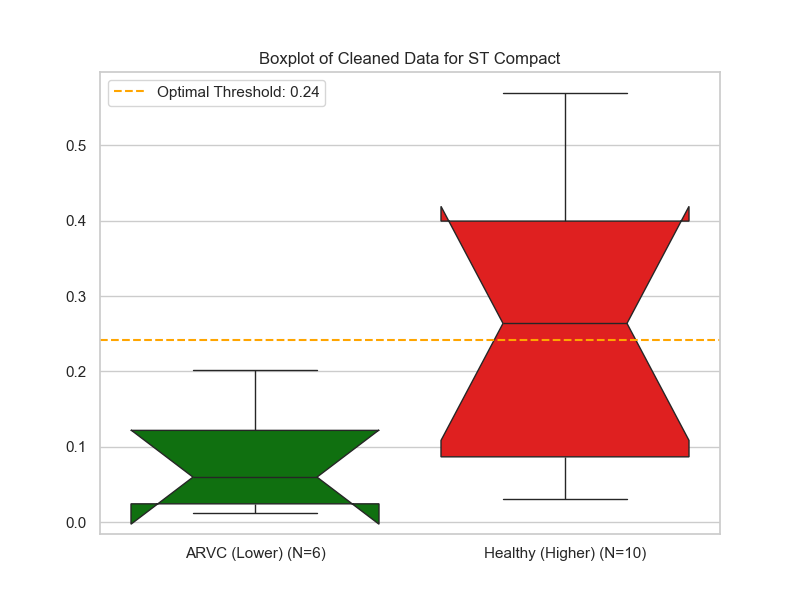 Boxplot of Cleaned Data for ST Compact
Optimal Threshold: 0.24
0.5
0.4
0.3
0.2
0.1
0.0
ARVC (Lower) (N=6)
Healthy (Higher) (N=10)